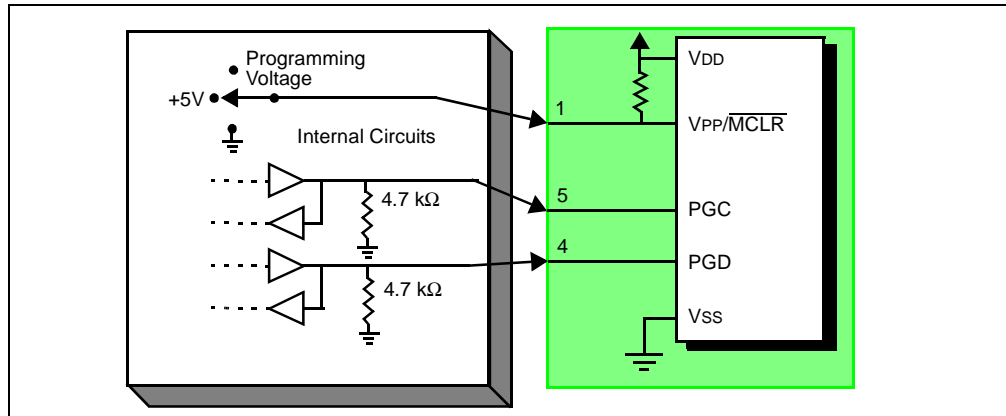 Programming
Voltage
+5V
Internal Circuits
4.7 kΩ
4.7 kΩ
1
5
4
VDD
VPP/MCLR
PGC
PGD
VSS